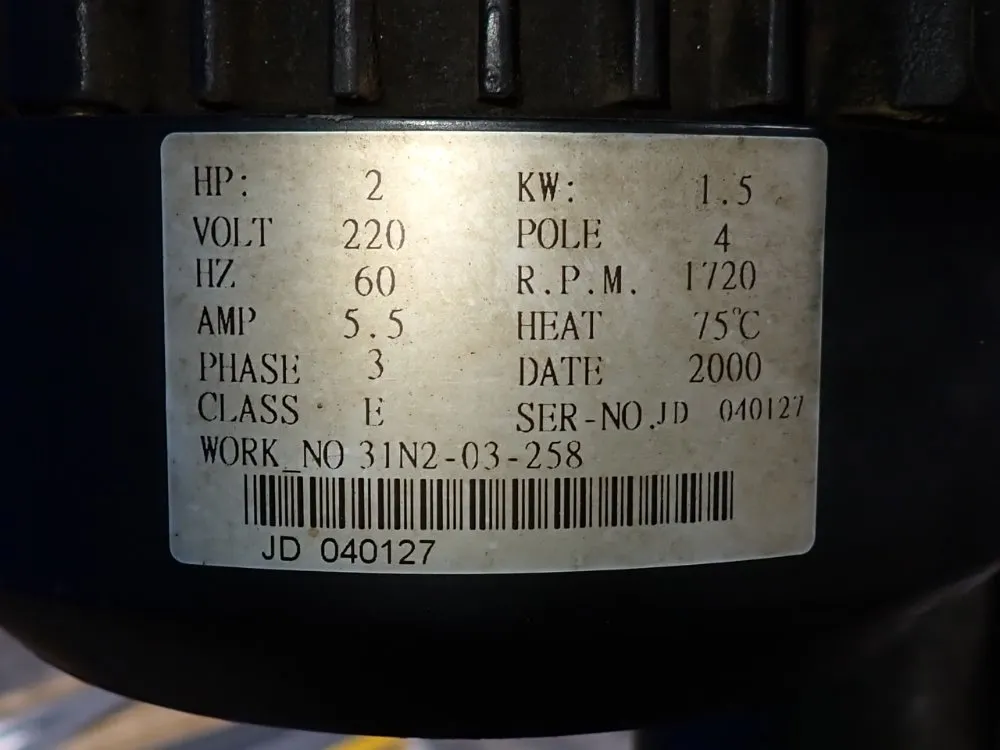 HP: 2 KW: 1.5
VOLT 220 POLE 4
HZ 60 R.P.M. 1720
AMP 5.5 HEAT 75℃
PHASE 3 DATE 2000
CLASS E SER-NO.JD 040127
WORK_NO 31N2-03-258
JD 040127